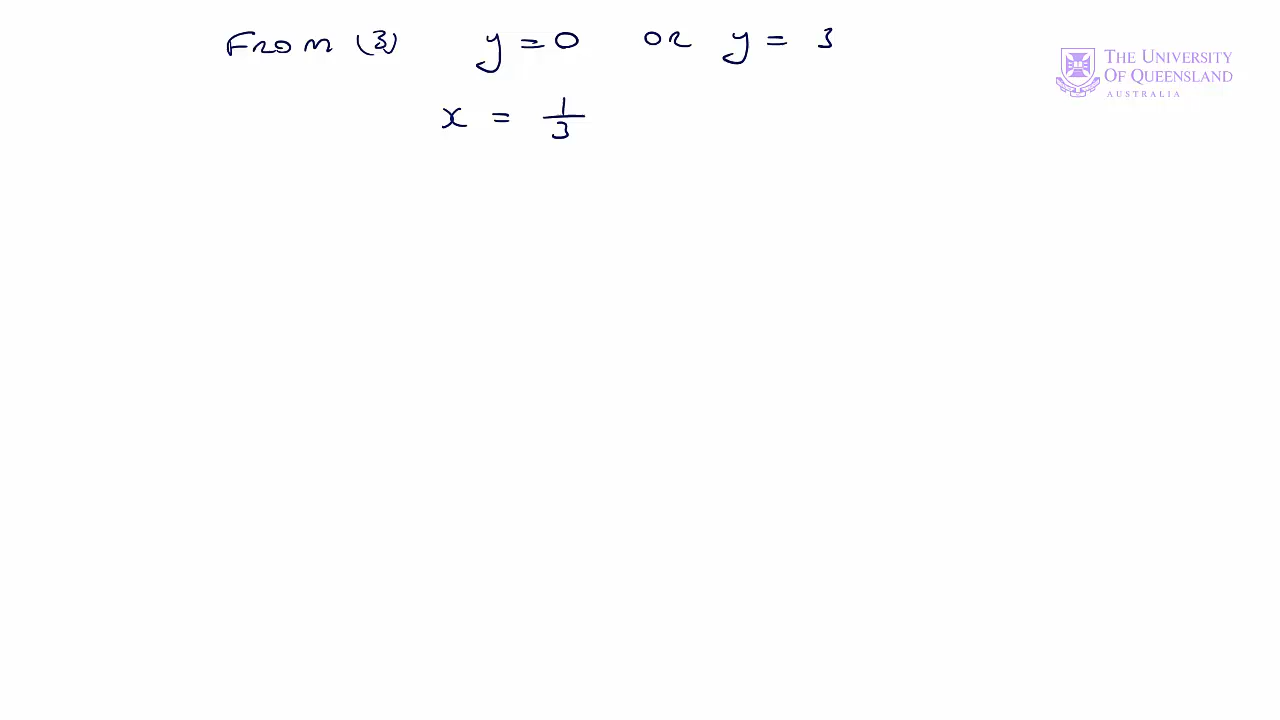 From (3) y = 0 or y = 3
x = 1/3
THE UNIVERSITY
OF QUEENSLAND
AUSTRALIA